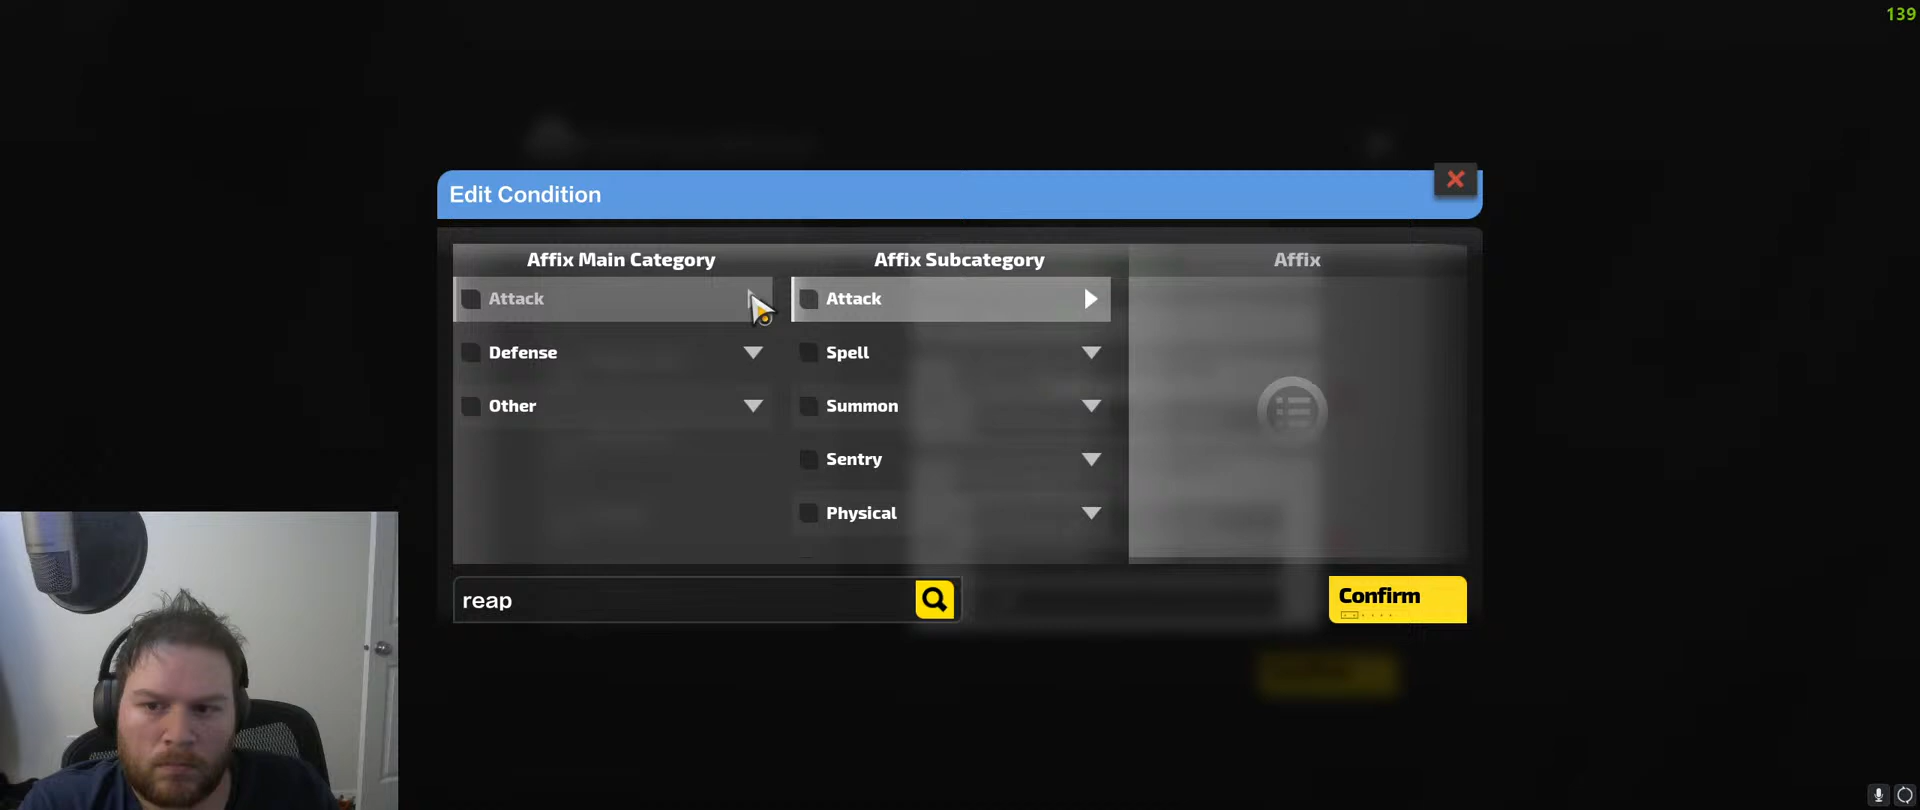 139
Edit Condition
Affix Main Category
Affix Subcategory
Affix
Attack
Attack
Defense
Spell
Other
Summon
Sentry
Physical
reap
Confirm